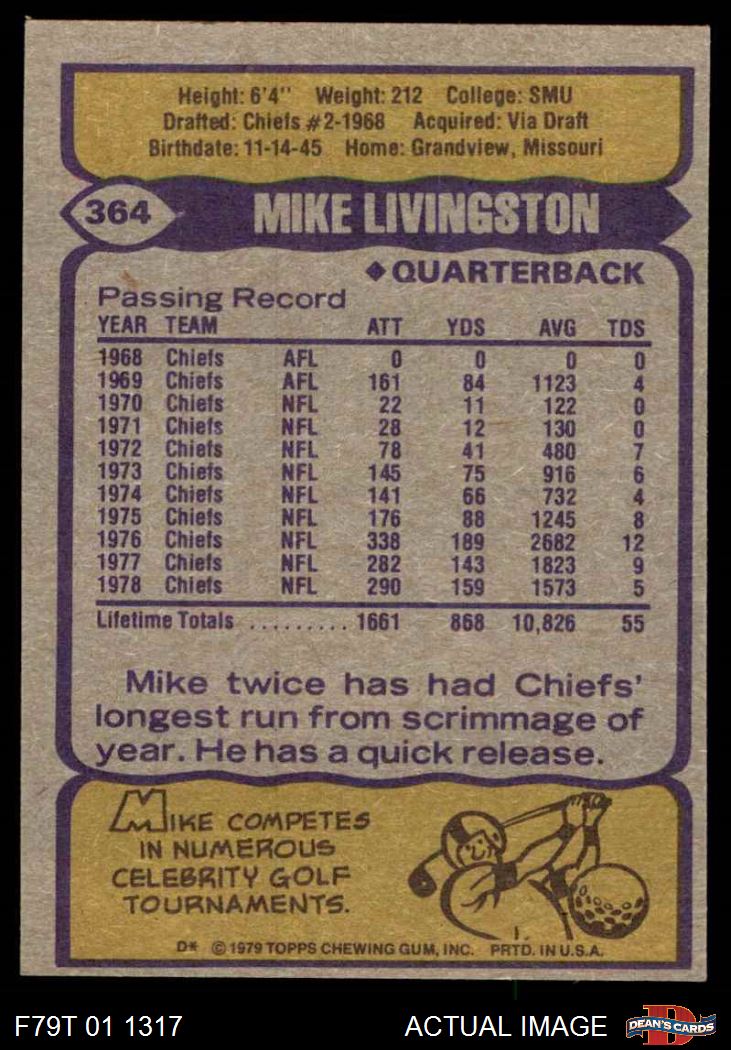 Height: 6'4" Weight: 212 College: SMU
Drafted: Chiefs #2-1968 Acquired: Via Draft
Birthdate: 11-14-45 Home: Grandview, Missouri
364 MIKE LIVINGSTON
◆ QUARTERBACK
Passing Record
YEAR TEAM ATT YDS AVG TDS
1968 Chiefs AFL 0 0 0 0
1969 Chiefs AFL 161 84 1123 4
1970 Chiefs NFL 22 11 122 0
1971 Chiefs NFL 28 12 130 0
1972 Chiefs NFL 78 41 480 7
1973 Chiefs NFL 145 75 916 6
1974 Chiefs NFL 141 66 732 4
1975 Chiefs NFL 176 88 1245 8
1976 Chiefs NFL 338 189 2682 12
1977 Chiefs NFL 282 143 1823 9
1978 Chiefs NFL 290 159 1573 5
Lifetime Totals ......... 1661 868 10,826 55
Mike twice has had Chiefs'
longest run from scrimmage of
year. He has a quick release.
MIKE COMPETES
IN NUMEROUS
CELEBRITY GOLF
TOURNAMENTS.
D* © 1979 TOPPS CHEWING GUM, INC. PRTD. IN U.S.A.
F79T 01 1317 ACTUAL IMAGE D DEAN'S CARDS